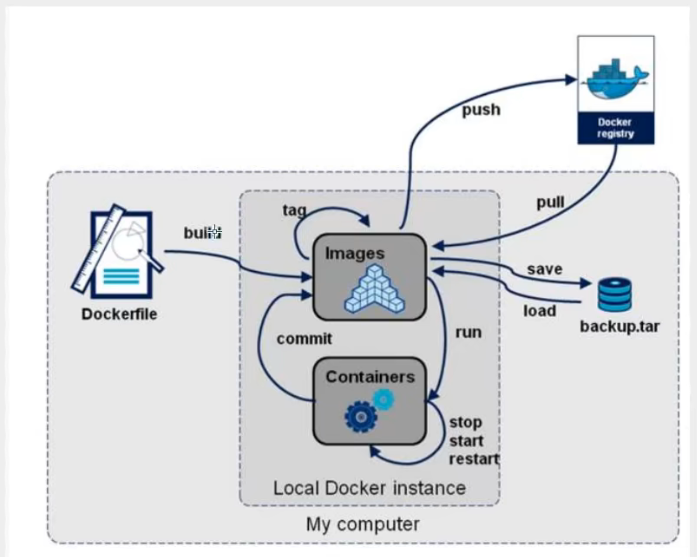 Docker
registry
push
pull
tag
Images
save
load
backup.tar
Dockerfile
commit
run
Containers
stop
start
restart
Local Docker instance
My computer